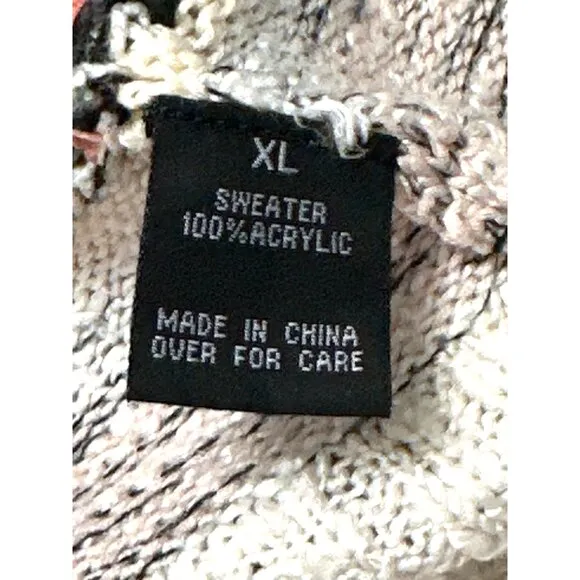 XL
SWEATER
100%ACRYLIC
MADE IN CHINA
OVER FOR CARE